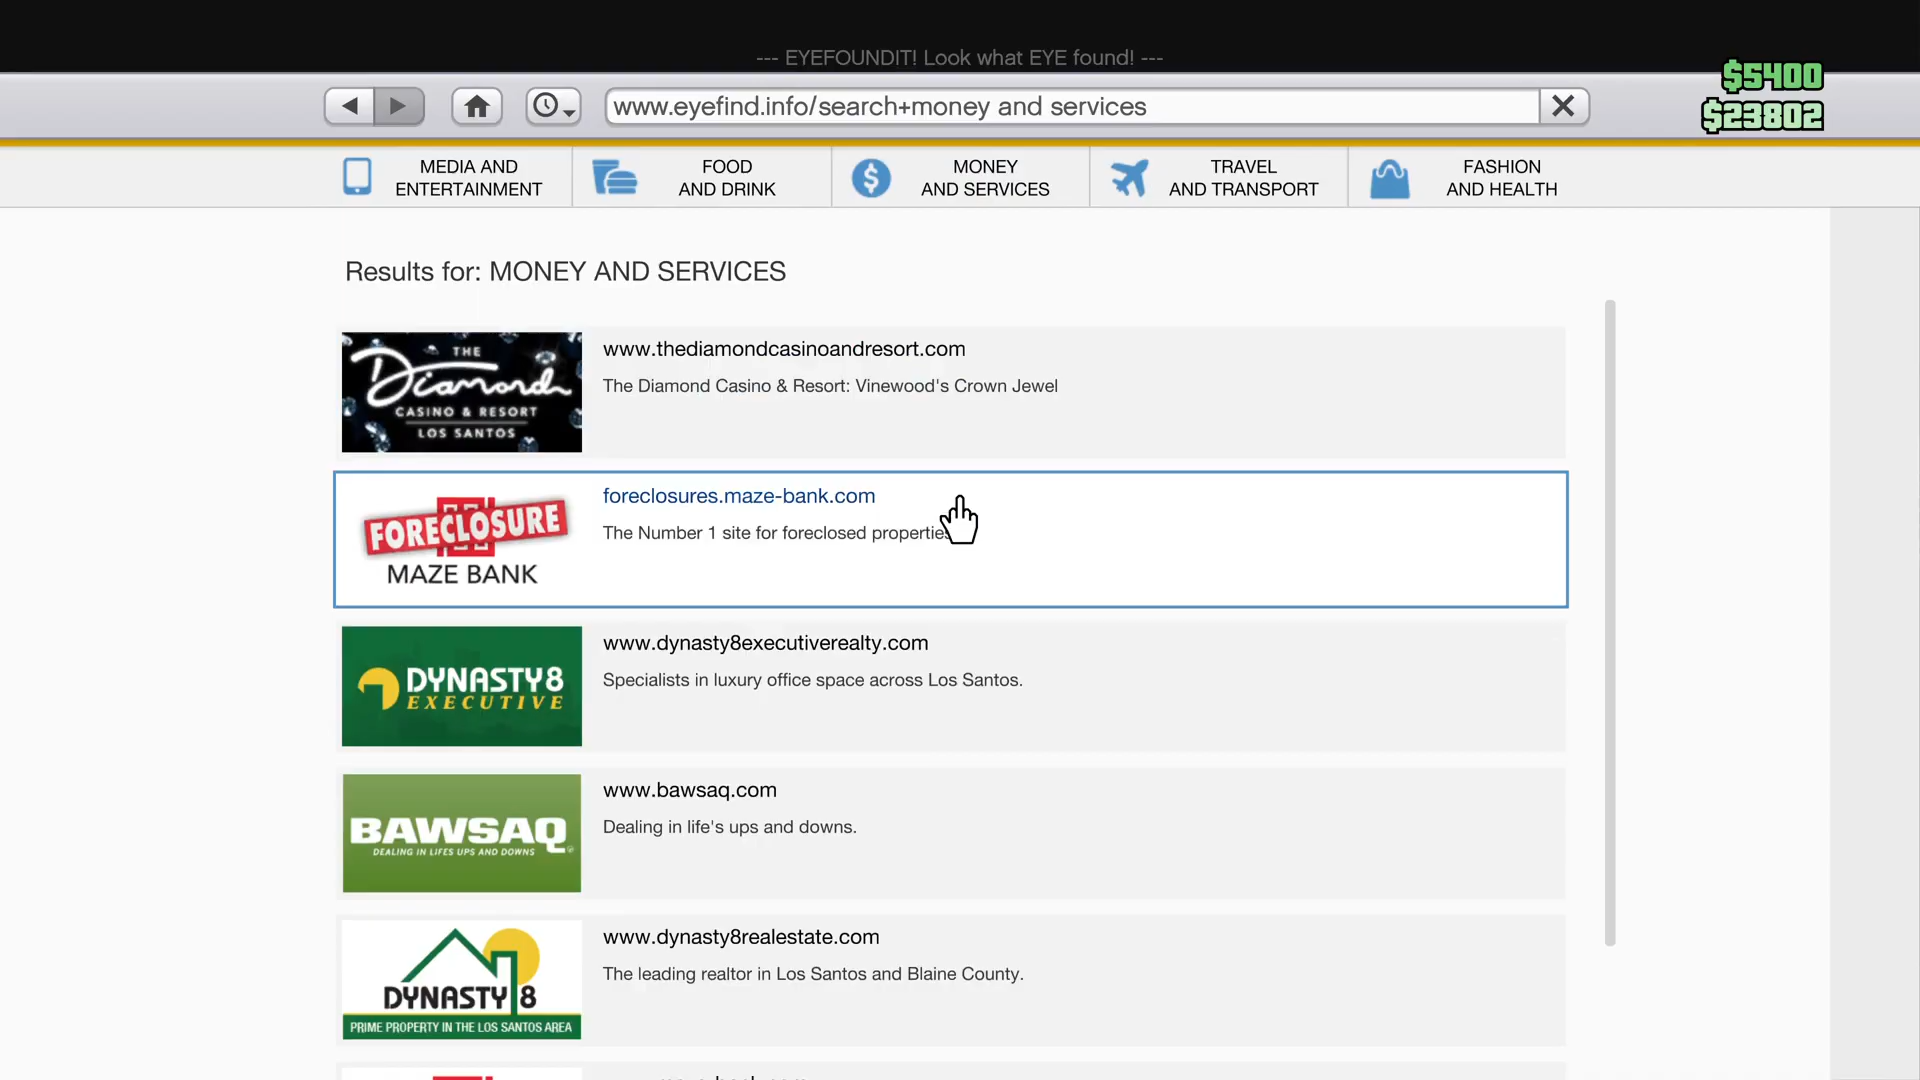 --- EYEFOUNDIT! Look what EYE found! ---
$5400
www.eyefind.info/search+money and services
$23802
MEDIA AND
ENTERTAINMENT
FOOD
AND DRINK
MONEY
AND SERVICES
TRAVEL
AND TRANSPORT
FASHION
AND HEALTH
Results for: MONEY AND SERVICES
THE
Diamond
CASINO & RESORT
LOS SANTOS
www.thediamondcasinoandresort.com
The Diamond Casino & Resort: Vinewood's Crown Jewel
FORECLOSURE
MAZE BANK
foreclosures.maze-bank.com
The Number 1 site for foreclosed properties
DYNASTY8
EXECUTIVE
www.dynasty8executiverealty.com
Specialists in luxury office space across Los Santos.
BAWSAQ
DEALING IN LIFES UPS AND DOWNS
www.bawsaq.com
Dealing in life's ups and downs.
DYNASTY 8
PRIME PROPERTY IN THE LOS SANTOS AREA
www.dynasty8realestate.com
The leading realtor in Los Santos and Blaine County.